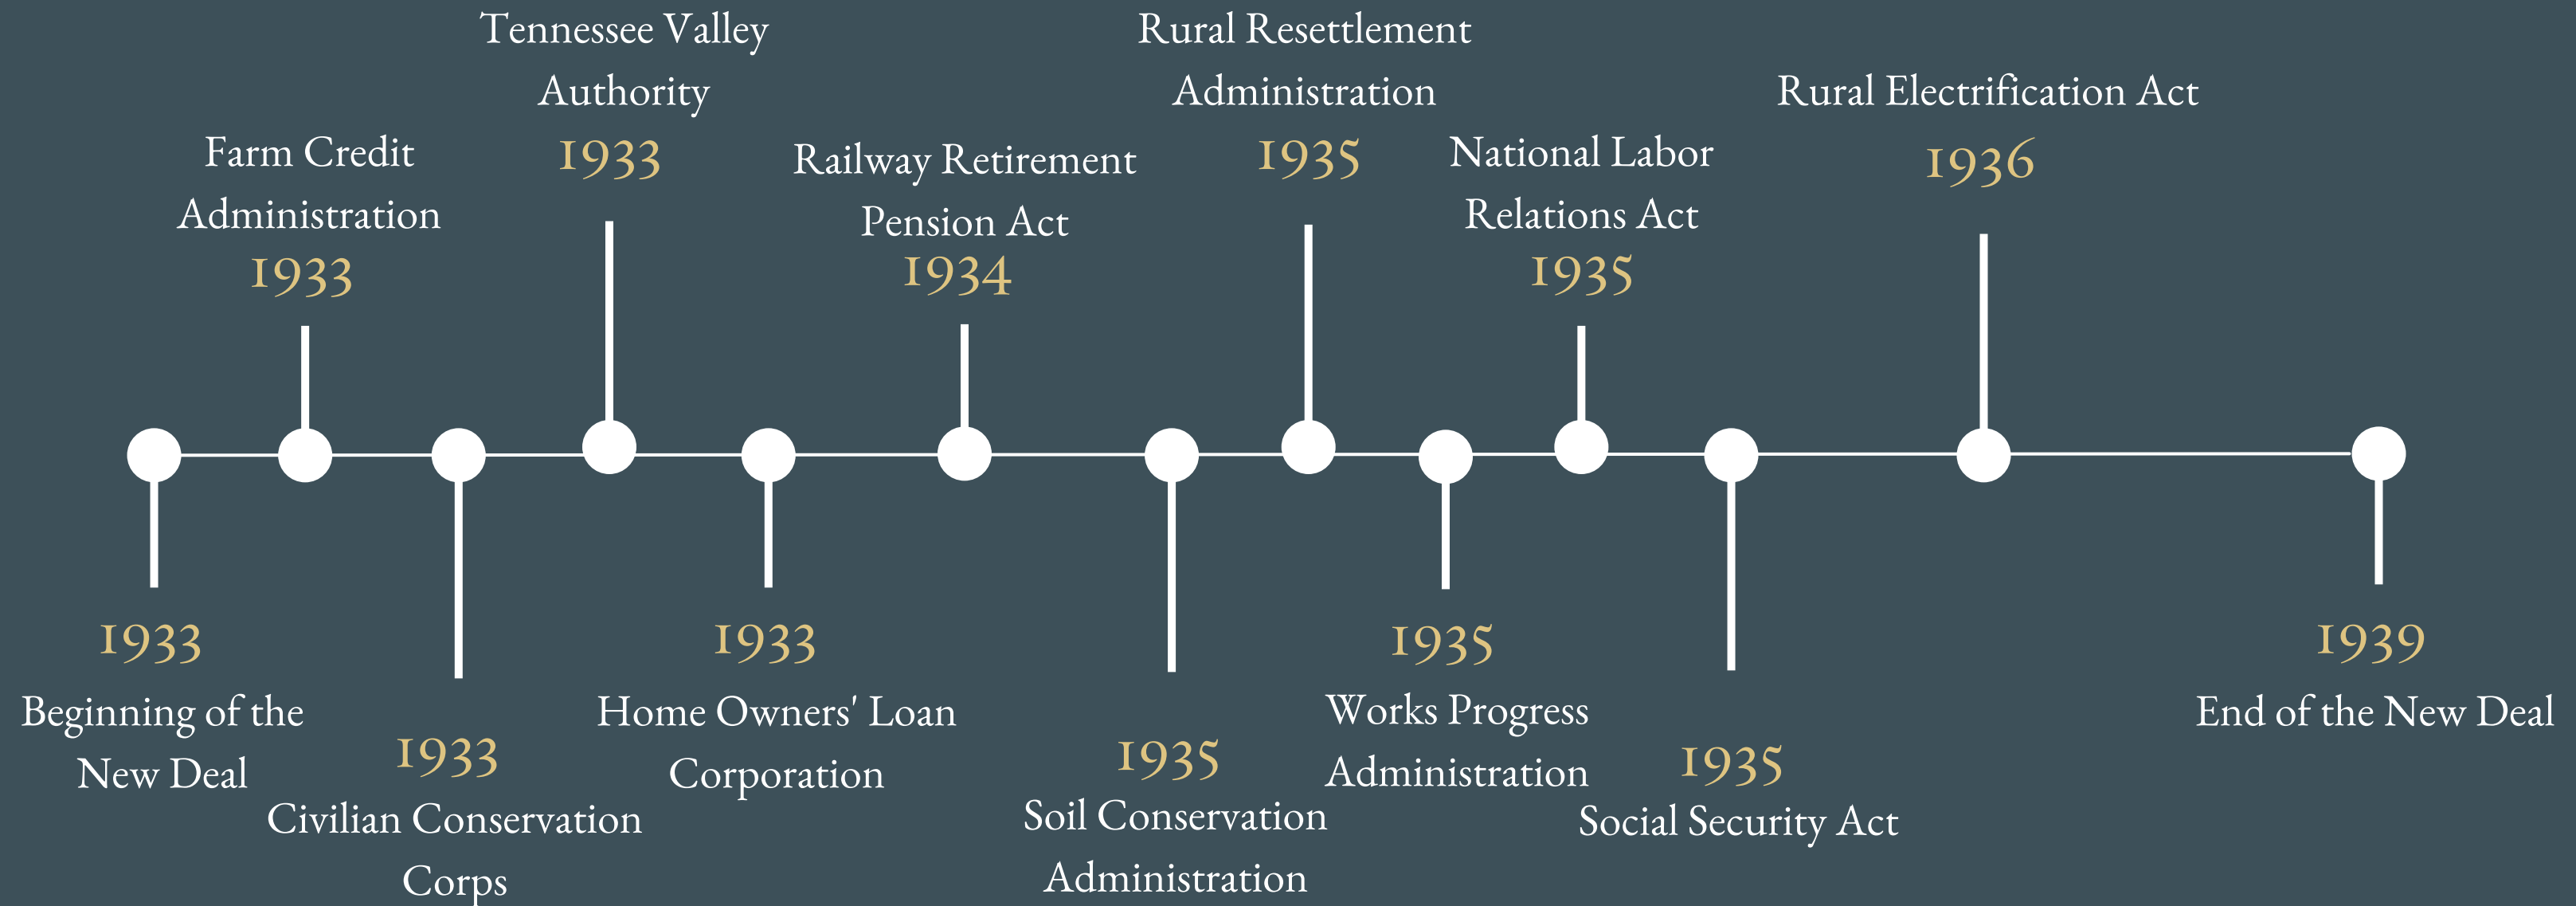 1933
Beginning of the
New Deal
Farm Credit
Administration
1933
1933
Civilian Conservation
Corps
Tennessee Valley
Authority
1933
1933
Home Owners' Loan
Corporation
Railway Retirement
Pension Act
1934
1935
Soil Conservation
Administration
Rural Resettlement
Administration
1935
1935
Works Progress
Administration
National Labor
Relations Act
1935
1935
Social Security Act
Rural Electrification Act
1936
1939
End of the New Deal